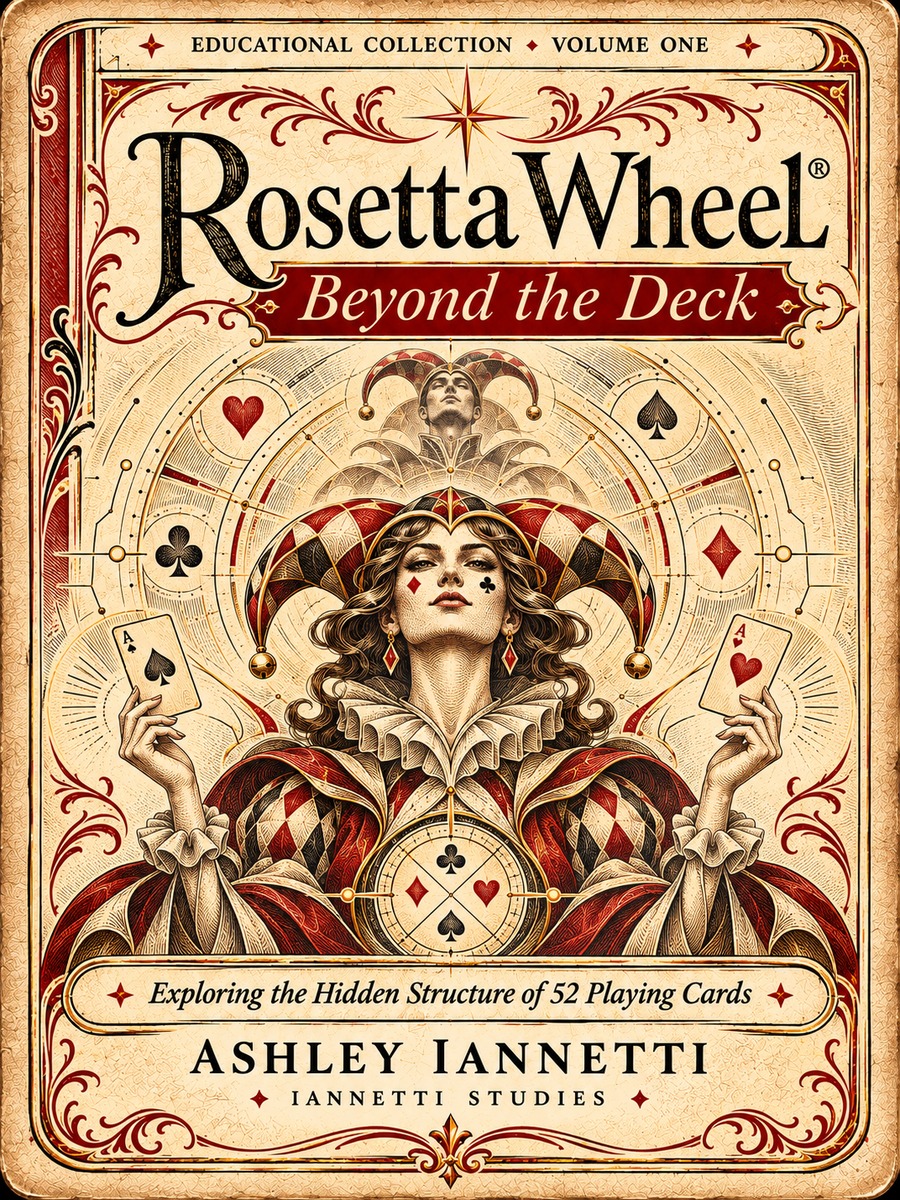 EDUCATIONAL COLLECTION ♦ VOLUME ONE
Rosetta Wheel®
Beyond the Deck
A
A
Exploring the Hidden Structure of 52 Playing Cards
ASHLEY IANNETTI
IANNETTI STUDIES